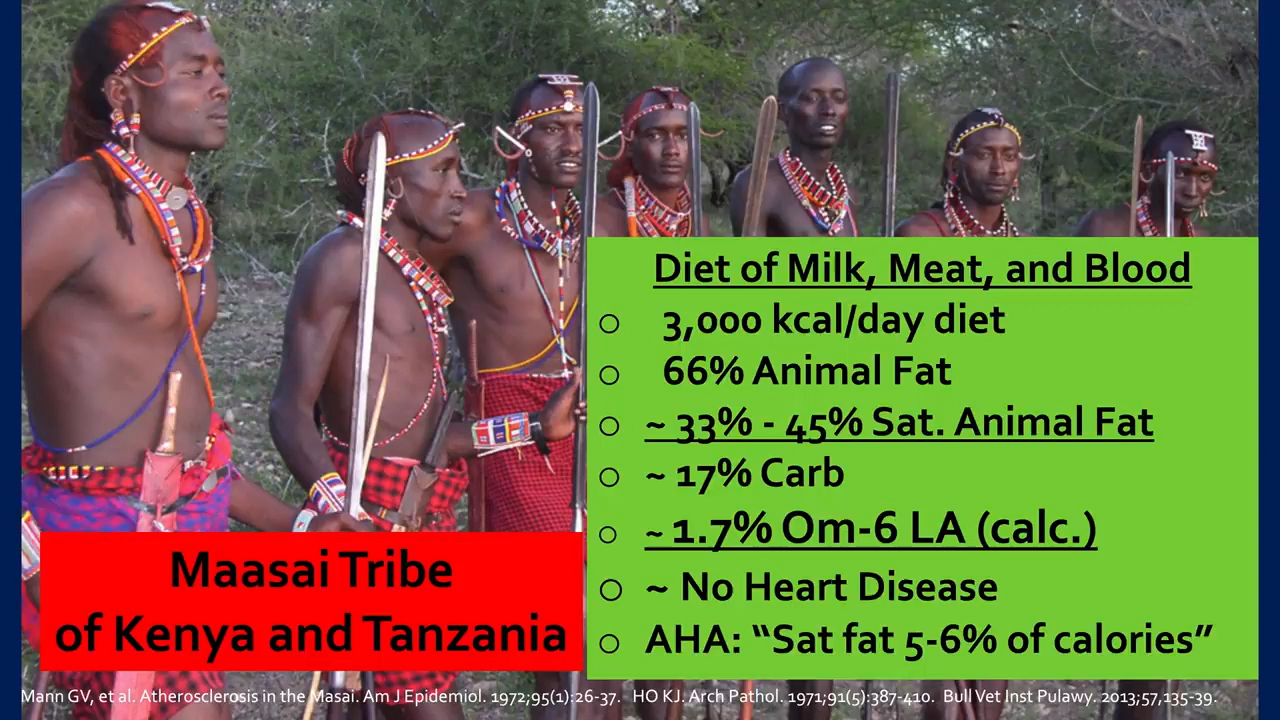 Diet of Milk, Meat, and Blood
o 3,000 kcal/day diet
o 66% Animal Fat
o ~ 33% - 45% Sat. Animal Fat
o ~ 17% Carb
o ~ 1.7% Om-6 LA (calc.)
o ~ No Heart Disease
o AHA: “Sat fat 5-6% of calories”
Maasai Tribe
of Kenya and Tanzania
Mann GV, et al. Atherosclerosis in the Masai. Am J Epidemiol. 1972;95(1):26-37. HO KJ. Arch Pathol. 1971;91(5):387-410. Bull Vet Inst Pulawy. 2013;57,135-39.